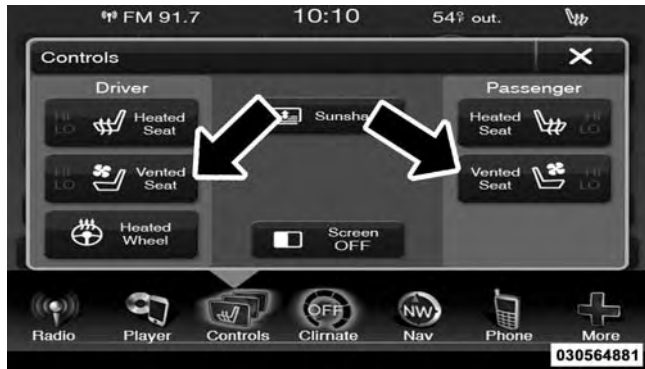 FM 91.7 10:10 54° out.
Controls
Driver Passenger
HI LO Heated Seat
Heated Seat HI LO
HI LO Vented Seat
Vented Seat HI LO
Heated Wheel
Screen OFF
Radio Player Controls OFF Climate NW Nav Phone More
030564881